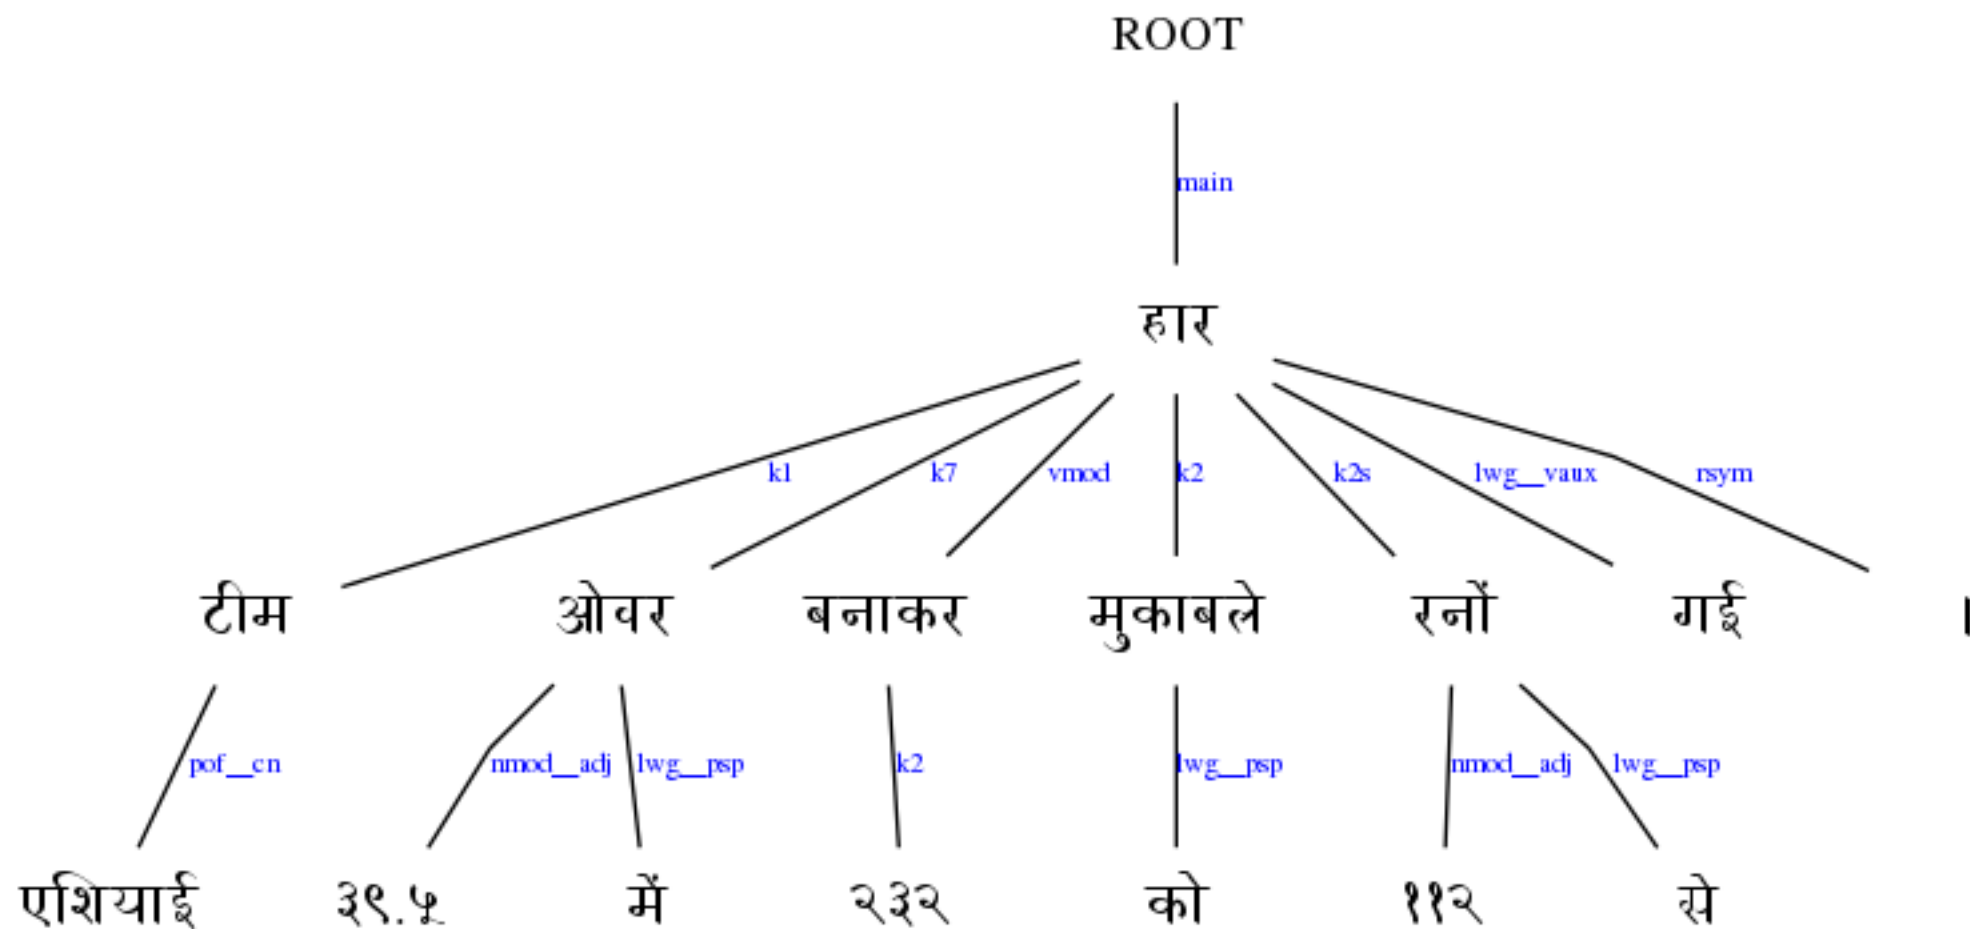 ROOT
main
हार
k1 k7 vmod k2 k2s lwg__vaux rsym
टीम ओवर बनाकर मुकाबले रनों गई ।
pof__cn nmod__adj lwg__psp k2 lwg__psp nmod__adj lwg__psp
एशियाई ३९.५ में २३२ को ११२ से